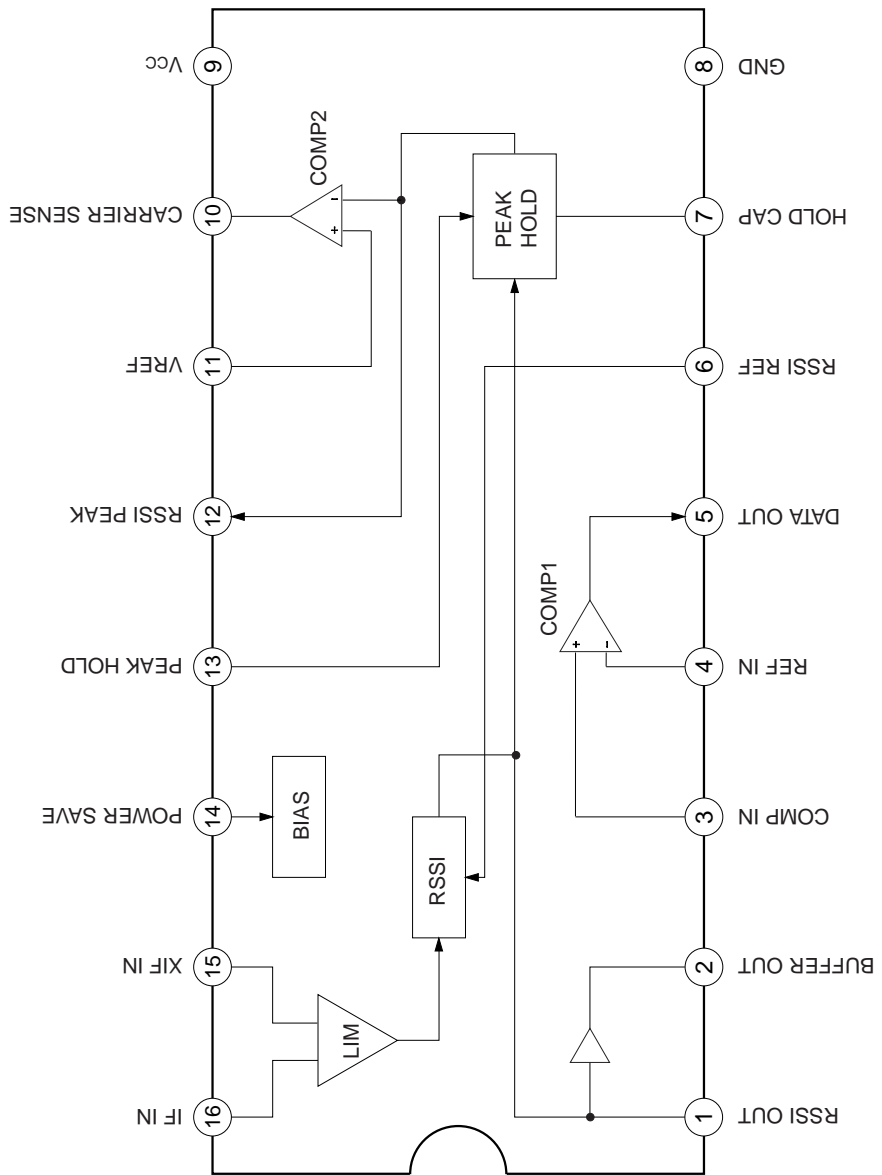 9
Vcc
10
CARRIER SENSE
11
VREF
12
RSSI PEAK
13
PEAK HOLD
14
POWER SAVE
15
XIF IN
16
IF IN
COMP2
-
+
PEAK
HOLD
BIAS
RSSI
LIM
COMP1
+
-
8
GND
7
HOLD CAP
6
RSSI REF
5
DATA OUT
4
REF IN
3
COMP IN
2
BUFFER OUT
1
RSSI OUT